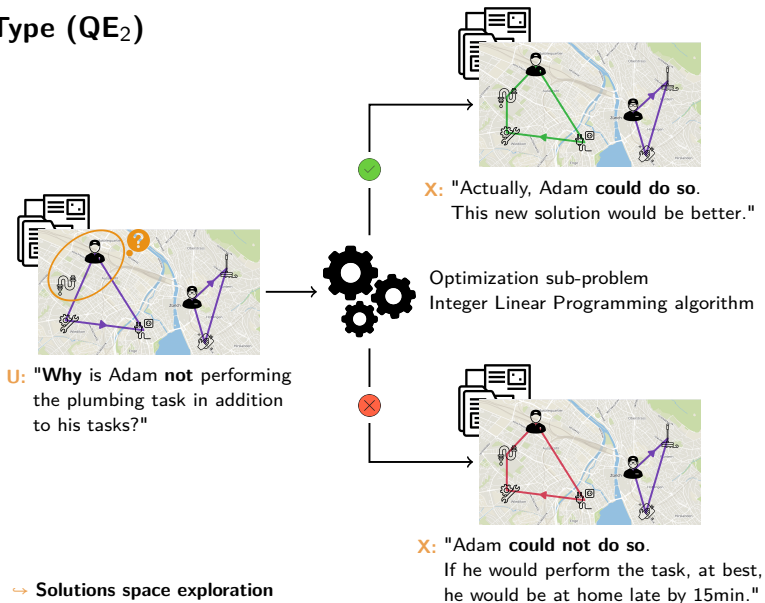 Type (QE₂)
X: "Actually, Adam could do so.
This new solution would be better."
Optimization sub-problem
Integer Linear Programming algorithm
U: "Why is Adam not performing
the plumbing task in addition
to his tasks?"
X: "Adam could not do so.
If he would perform the task, at best,
he would be at home late by 15min."
↪ Solutions space exploration